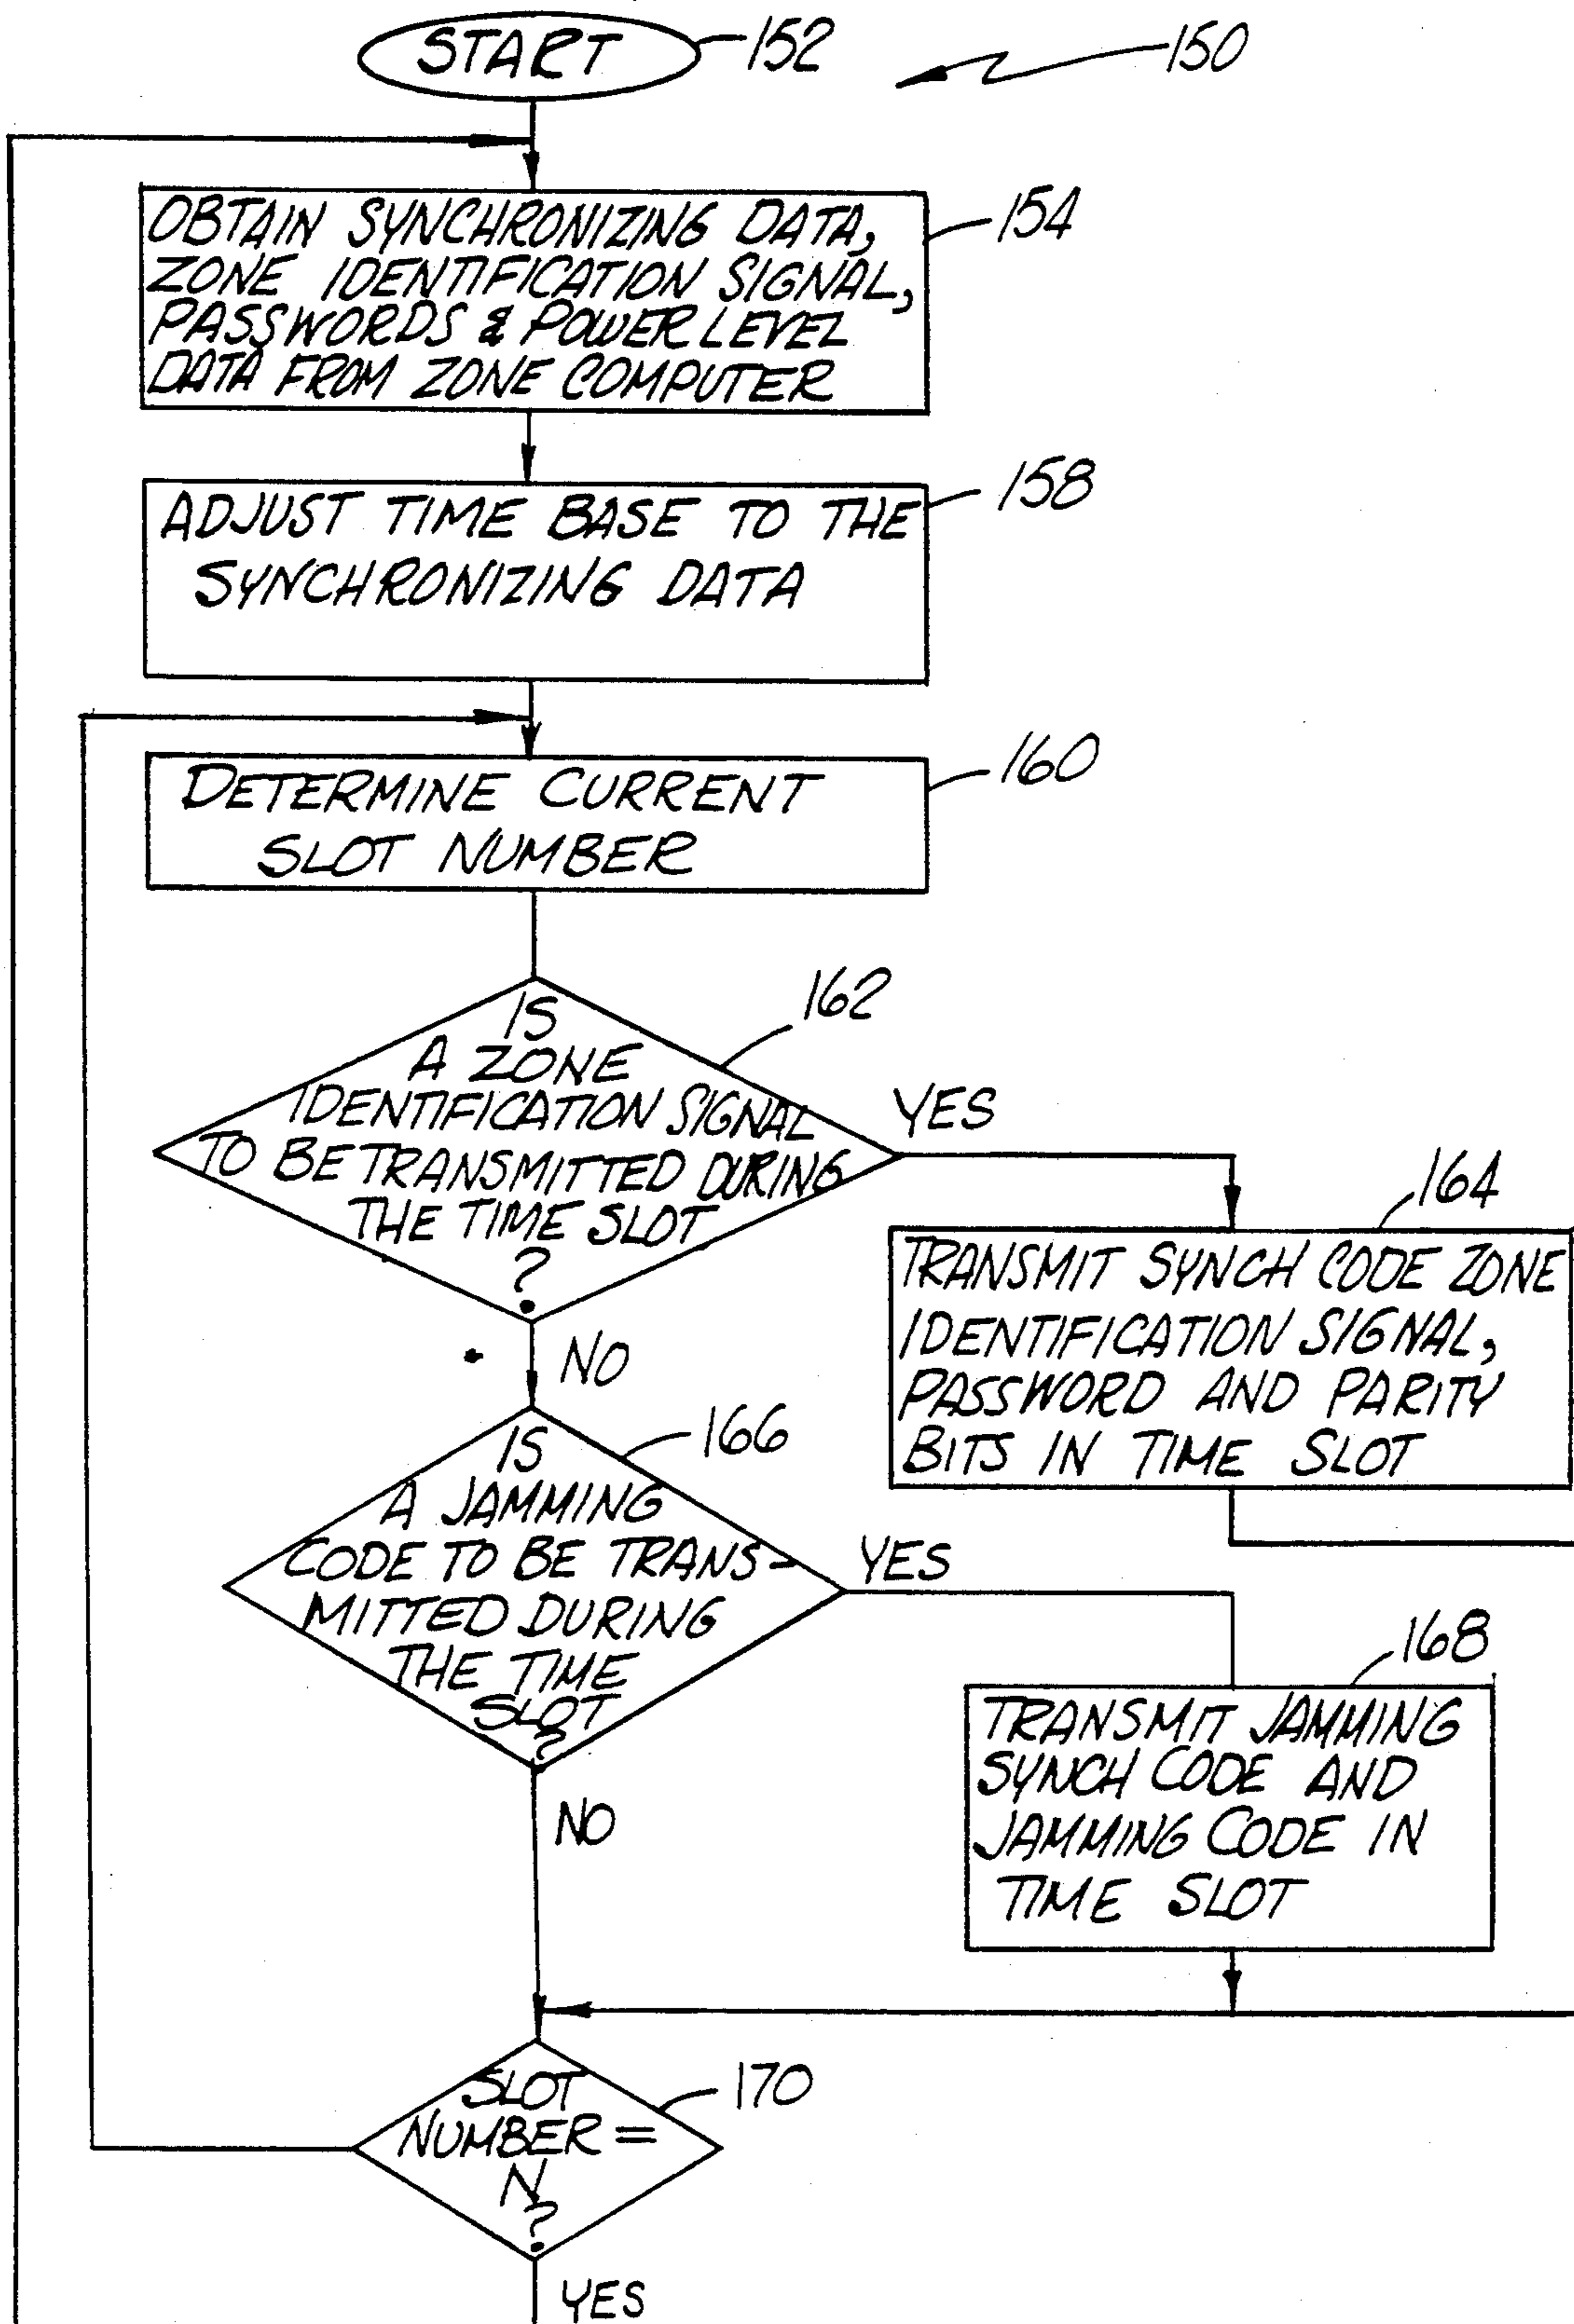 START
152
150
OBTAIN SYNCHRONIZING DATA,
ZONE IDENTIFICATION SIGNAL,
PASSWORDS & POWER LEVEL
DATA FROM ZONE COMPUTER
154
ADJUST TIME BASE TO THE
SYNCHRONIZING DATA
158
DETERMINE CURRENT
SLOT NUMBER
160
IS
A ZONE
IDENTIFICATION SIGNAL
TO BE TRANSMITTED DURING
THE TIME SLOT
?
162
YES
NO
TRANSMIT SYNCH CODE ZONE
IDENTIFICATION SIGNAL,
PASSWORD AND PARITY
BITS IN TIME SLOT
164
IS
A JAMMING
CODE TO BE TRANS-
MITTED DURING
THE TIME
SLOT
?
166
YES
NO
TRANSMIT JAMMING
SYNCH CODE AND
JAMMING CODE IN
TIME SLOT
168
SLOT
NUMBER =
N
?
170
YES